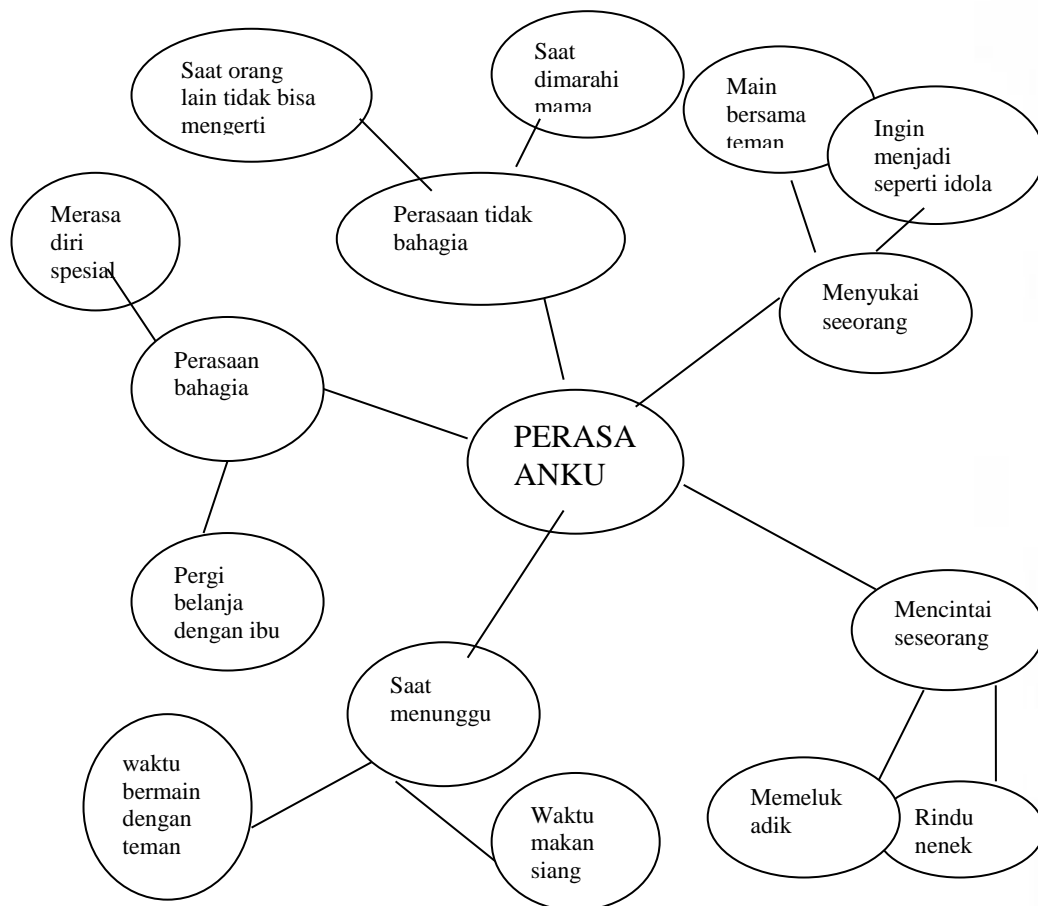 Saat orang
lain tidak bisa
mengerti
Saat
dimarahi
mama
Main
bersama
teman
Ingin
menjadi
seperti idola
Merasa
diri
spesial
Perasaan tidak
bahagia
Menyukai
seeorang
Perasaan
bahagia
PERASA
ANKU
Pergi
belanja
dengan ibu
Mencintai
seseorang
Saat
menunggu
waktu
bermain
dengan
teman
Waktu
makan
siang
Memeluk
adik
Rindu
nenek